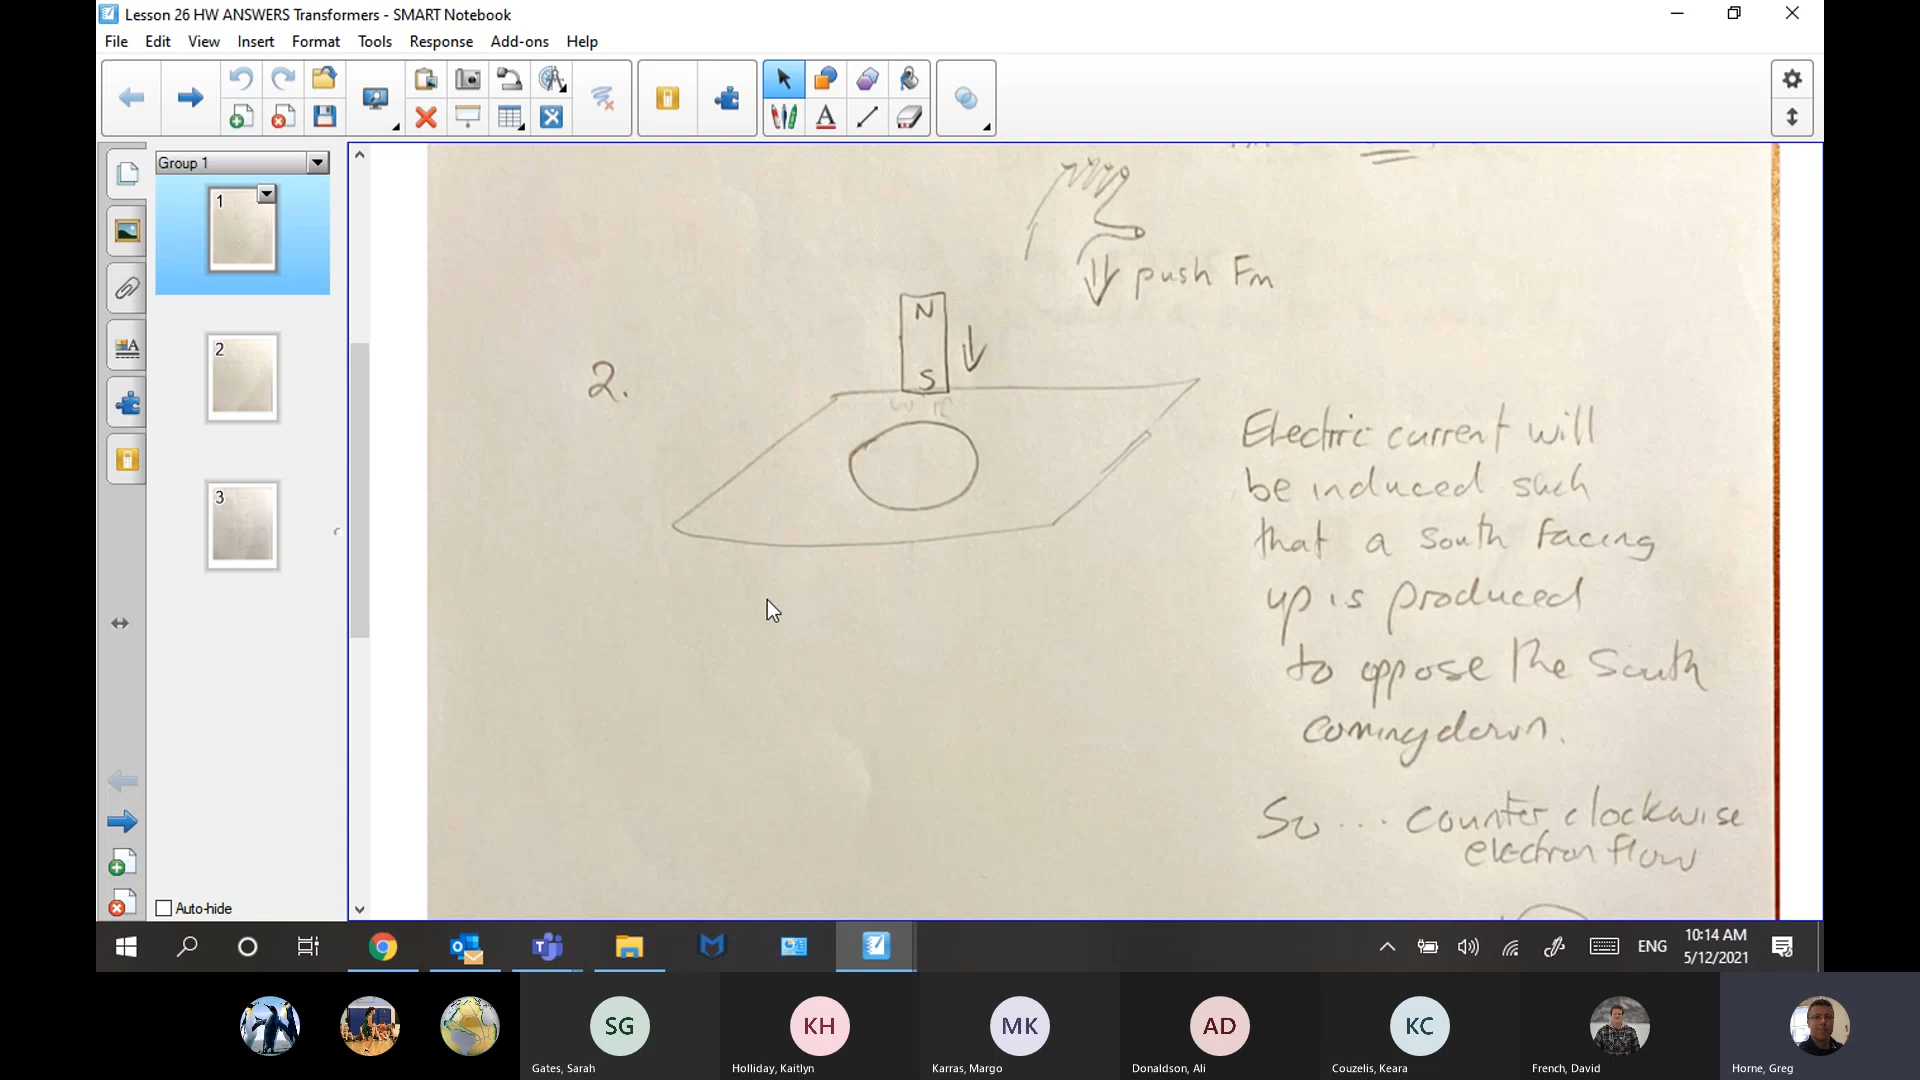 Lesson 26 HW ANSWERS Transformers - SMART Notebook
File Edit View Insert Format Tools Response Add-ons Help
Group 1
1
2
3
Auto-hide
push Fm
2.
N
S
Electric current will
be induced such
that a south facing
up is produced
to oppose the South
coming down.
So ... counter clockwise
electron flow
ENG
10:14 AM
5/12/2021
SG
KH
MK
AD
KC
Gates, Sarah
Holliday, Kaitlyn
Karras, Margo
Donaldson, Ali
Couzelis, Keara
French, David
Horne, Greg